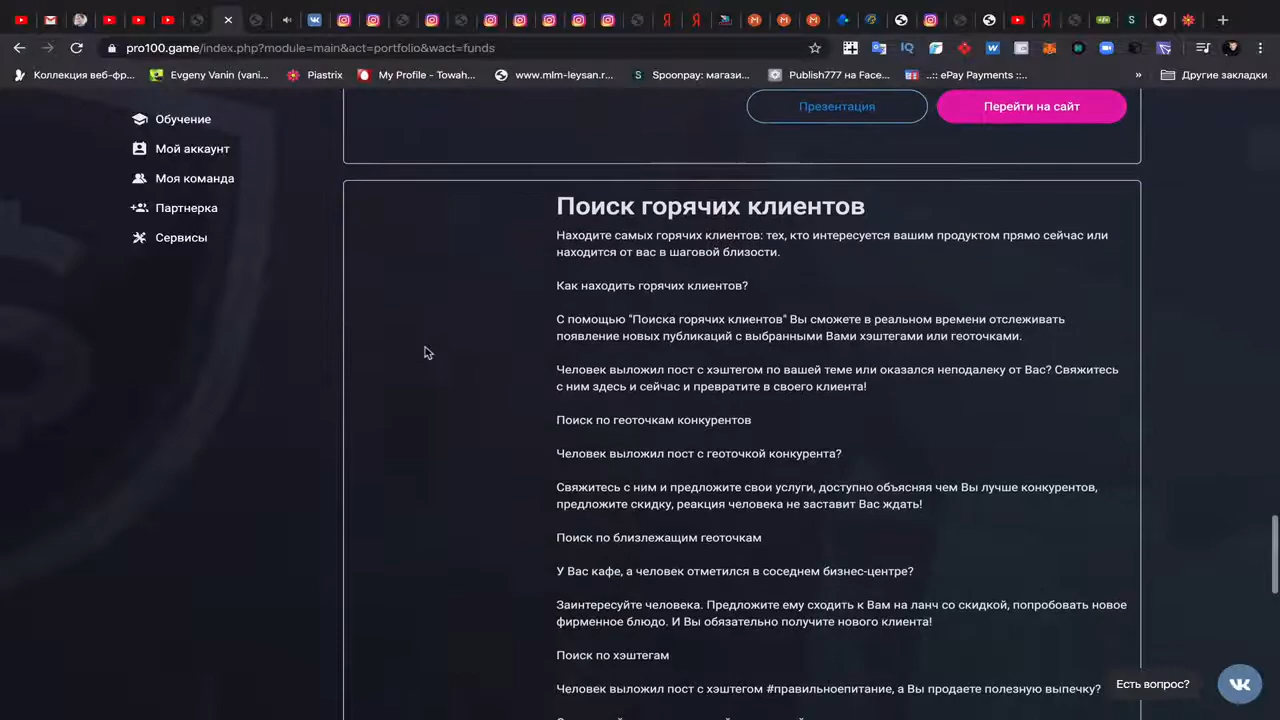 pro100.game/index.php?module=main&act=portfolio&wact=funds
Коллекция веб-фр...
Evgeny Vanin (vani...
Piastrix
My Profile - Towah...
www.mlm-leysan.r...
Spoonpay: магази...
Publish777 на Face...
..:: ePay Payments ::..
»
Другие закладки
Презентация
Перейти на сайт
Обучение
Мой аккаунт
Моя команда
Партнерка
Сервисы
Поиск горячих клиентов
Находите самых горячих клиентов: тех, кто интересуется вашим продуктом прямо сейчас или
находится от вас в шаговой близости.
Как находить горячих клиентов?
С помощью "Поиска горячих клиентов" Вы сможете в реальном времени отслеживать
появление новых публикаций с выбранными Вами хэштегами или геоточками.
Человек выложил пост с хэштегом по вашей теме или оказался неподалеку от Вас? Свяжитесь
с ним здесь и сейчас и превратите в своего клиента!
Поиск по геоточкам конкурентов
Человек выложил пост с геоточкой конкурента?
Свяжитесь с ним и предложите свои услуги, доступно объясняя чем Вы лучше конкурентов,
предложите скидку, реакция человека не заставит Вас ждать!
Поиск по близлежащим геоточкам
У Вас кафе, а человек отметился в соседнем бизнес-центре?
Заинтересуйте человека. Предложите ему сходить к Вам на ланч со скидкой, попробовать новое
фирменное блюдо. И Вы обязательно получите нового клиента!
Поиск по хэштегам
Человек выложил пост с хэштегом #правильноепитание, а Вы продаете полезную выпечку?
Есть вопрос?